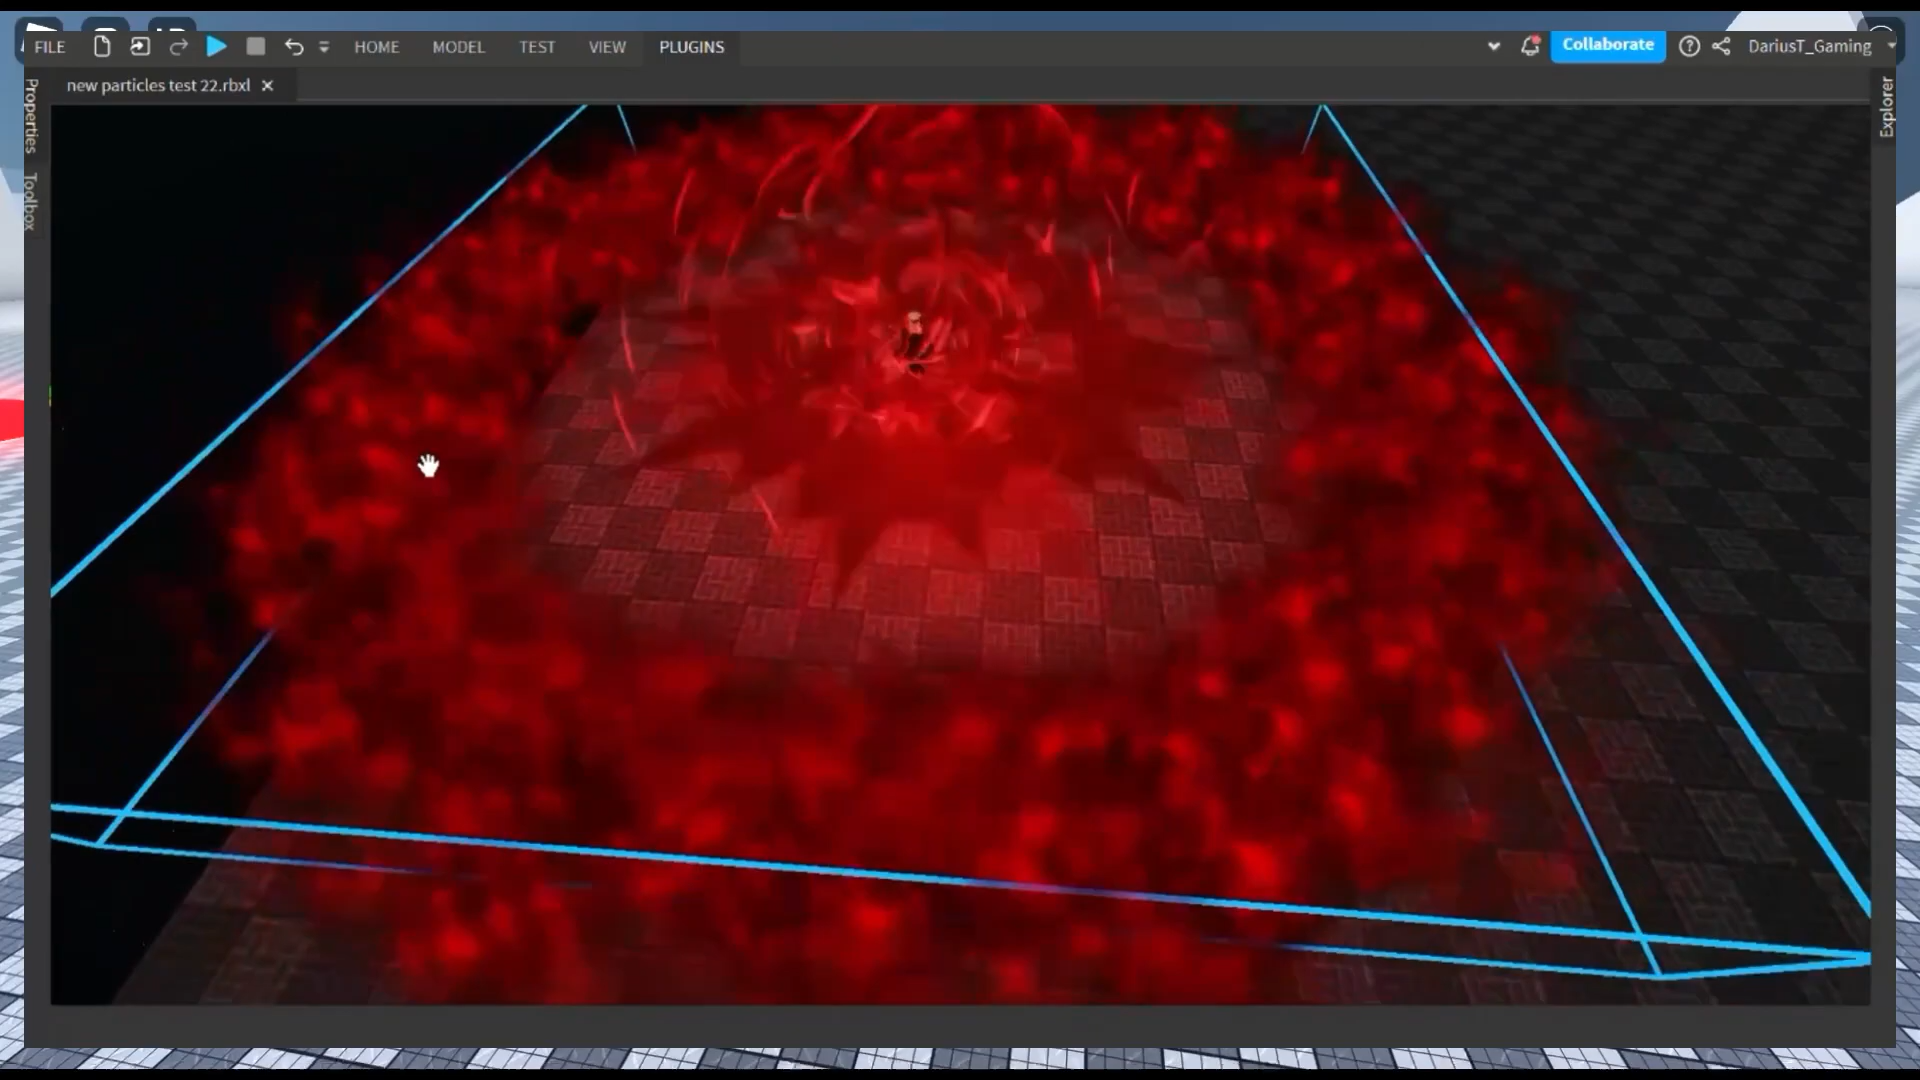 FILE
HOME
MODEL
TEST
VIEW
PLUGINS
Collaborate
DariusT_Gaming
new particles test 22.rbxl
Properties
Toolbox
Explorer